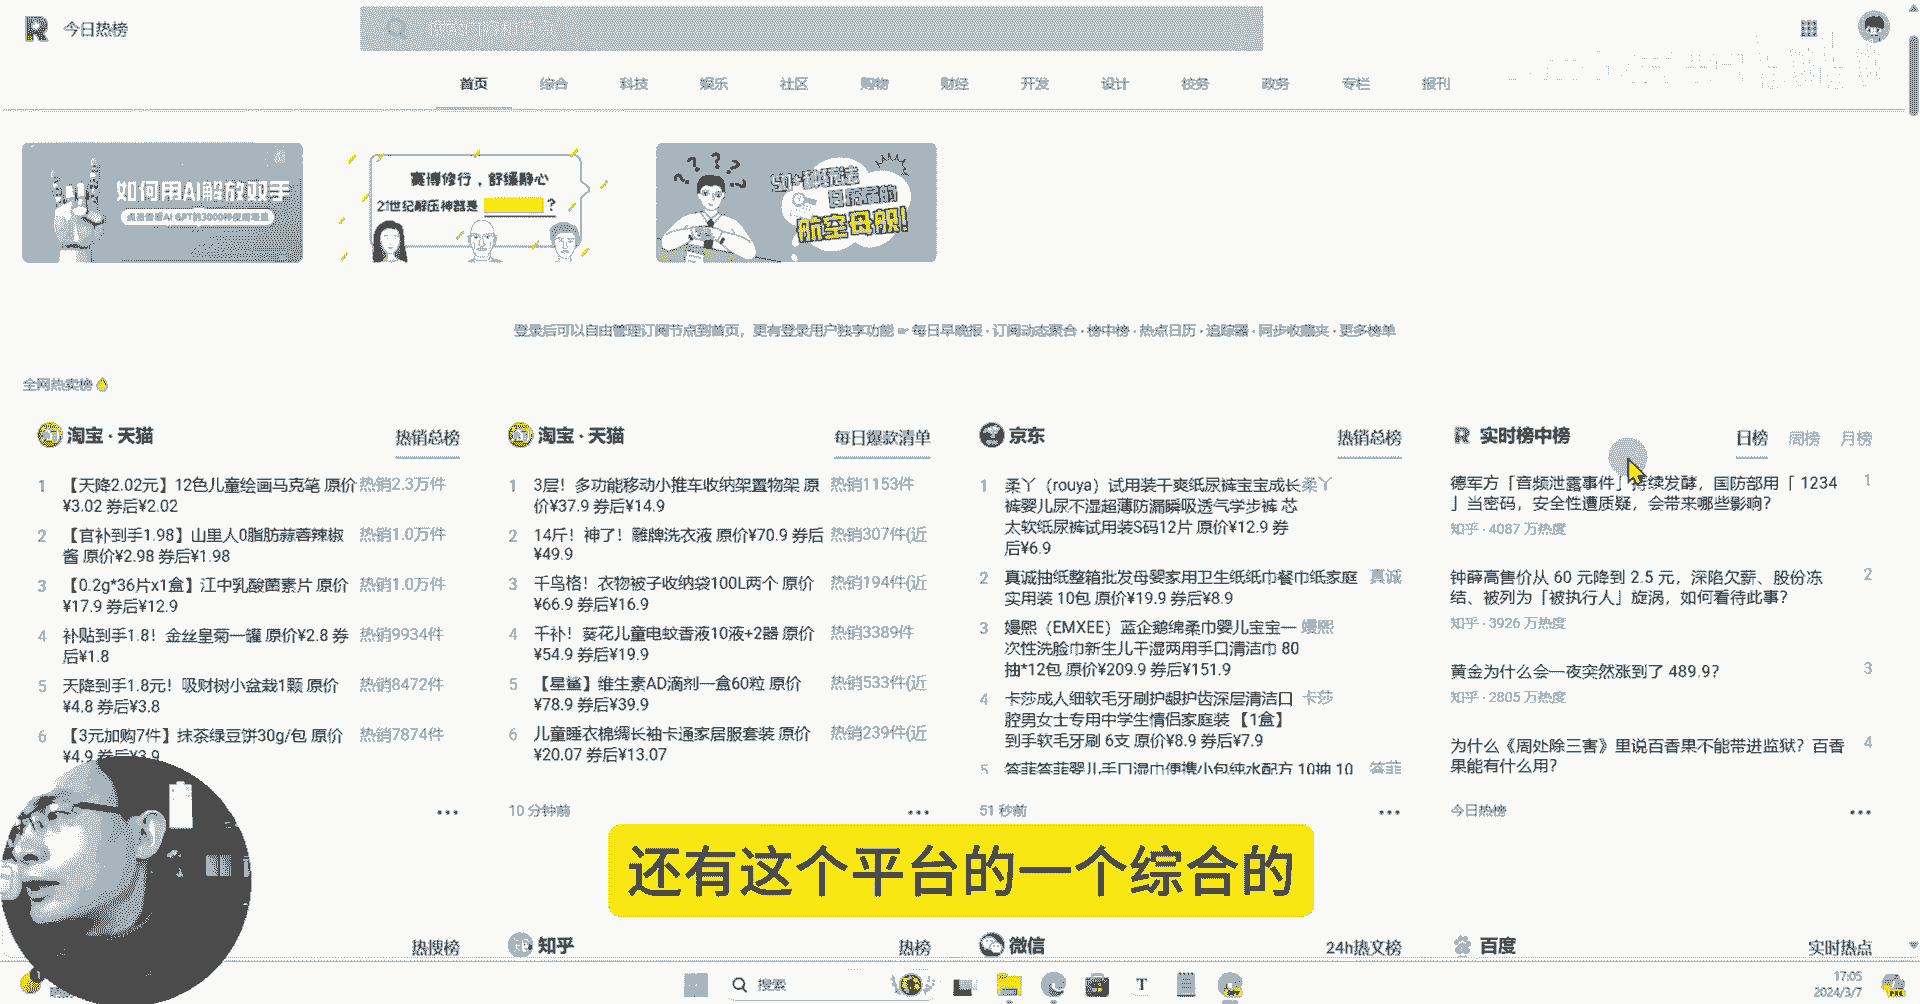 今日热榜
首页 综合 科技 娱乐 社区 购物 财经 开发 设计 校务 政务 专栏 报刊
如何用AI解放双手
点击查看AI GPT的3000种使用场景
赛博修行，舒缓静心
21世纪解压神器是 ？
航空母舰!
登录后可以自由管理订阅节点到首页，更有登录用户独享功能 ☞ 每日早晚报 · 订阅动态聚合 · 榜中榜 · 热点日历 · 追踪器 · 同步收藏夹 · 更多榜单
全网热卖榜
淘宝 · 天猫 热销总榜
1 【天降2.02元】12色儿童绘画马克笔 原价 热销2.3万件
¥3.02 券后¥2.02
2 【官补到手1.98】山里人0脂肪蒜蓉辣椒 热销1.0万件
酱 原价¥2.98 券后¥1.98
3 【0.2g*36片x1盒】江中乳酸菌素片 原价 热销1.0万件
¥17.9 券后¥12.9
4 补贴到手1.8！金丝皇菊一罐 原价¥2.8 券 热销9934件
后¥1.8
5 天降到手1.8元！吸财树小盆栽1颗 原价 热销8472件
¥4.8 券后¥3.8
6 【3元加购7件】抹茶绿豆饼30g/包 原价 热销7874件
¥4.9 券后¥3.9
淘宝 · 天猫 每日爆款清单
1 3层！多功能移动小推车收纳架置物架 原 热销1153件
价¥37.9 券后¥14.9
2 14斤！神了！雕牌洗衣液 原价¥70.9 券后 热销307件(近
¥49.9
3 千鸟格！衣物被子收纳袋100L两个 原价 热销194件(近
¥66.9 券后¥16.9
4 千补！葵花儿童电蚊香液10液+2器 原价 热销3389件
¥54.9 券后¥19.9
5 【星鲨】维生素AD滴剂一盒60粒 原价 热销533件(近
¥78.9 券后¥39.9
6 儿童睡衣棉绸长袖卡通家居服套装 原价 热销239件(近
¥20.07 券后¥13.07
10 分钟前
京东 热销总榜
1 柔丫（rouya）试用装干爽纸尿裤宝宝成长 柔丫
裤婴儿尿不湿超薄防漏瞬吸透气学步裤 芯
太软纸尿裤试用装S码12片 原价¥12.9 券
后¥6.9
2 真诚抽纸整箱批发母婴家用卫生纸纸巾餐巾纸家庭 真诚
实用装 10包 原价¥19.9 券后¥8.9
3 嫚熙（EMXEE）蓝企鹅绵柔巾婴儿宝宝一 嫚熙
次性洗脸巾新生儿干湿两用手口清洁巾 80
抽*12包 原价¥209.9 券后¥151.9
4 卡莎成人细软毛牙刷护龈护齿深层清洁口 卡莎
腔男女士专用中学生情侣家庭装 【1盒】
到手软毛牙刷 6支 原价¥8.9 券后¥7.9
5 答菲答菲婴儿手口湿巾便携小包纯水配方 10抽 10 答菲
51 秒前
实时榜中榜 日榜 周榜 月榜
德军方「音频泄露事件」持续发酵，国防部用「 1234 1
」当密码，安全性遭质疑，会带来哪些影响？
知乎 · 4087 万热度
钟薛高售价从 60 元降到 2.5 元，深陷欠薪、股份冻 2
结、被列为「被执行人」旋涡，如何看待此事？
知乎 · 3926 万热度
黄金为什么会一夜突然涨到了 489.9？ 3
知乎 · 2805 万热度
为什么《周处除三害》里说百香果不能带进监狱？百香 4
果能有什么用？
今日热榜
还有这个平台的一个综合的
热搜榜
知乎 热榜
微信 24h热文榜
百度 实时热点
搜索
17:05
2024/3/7